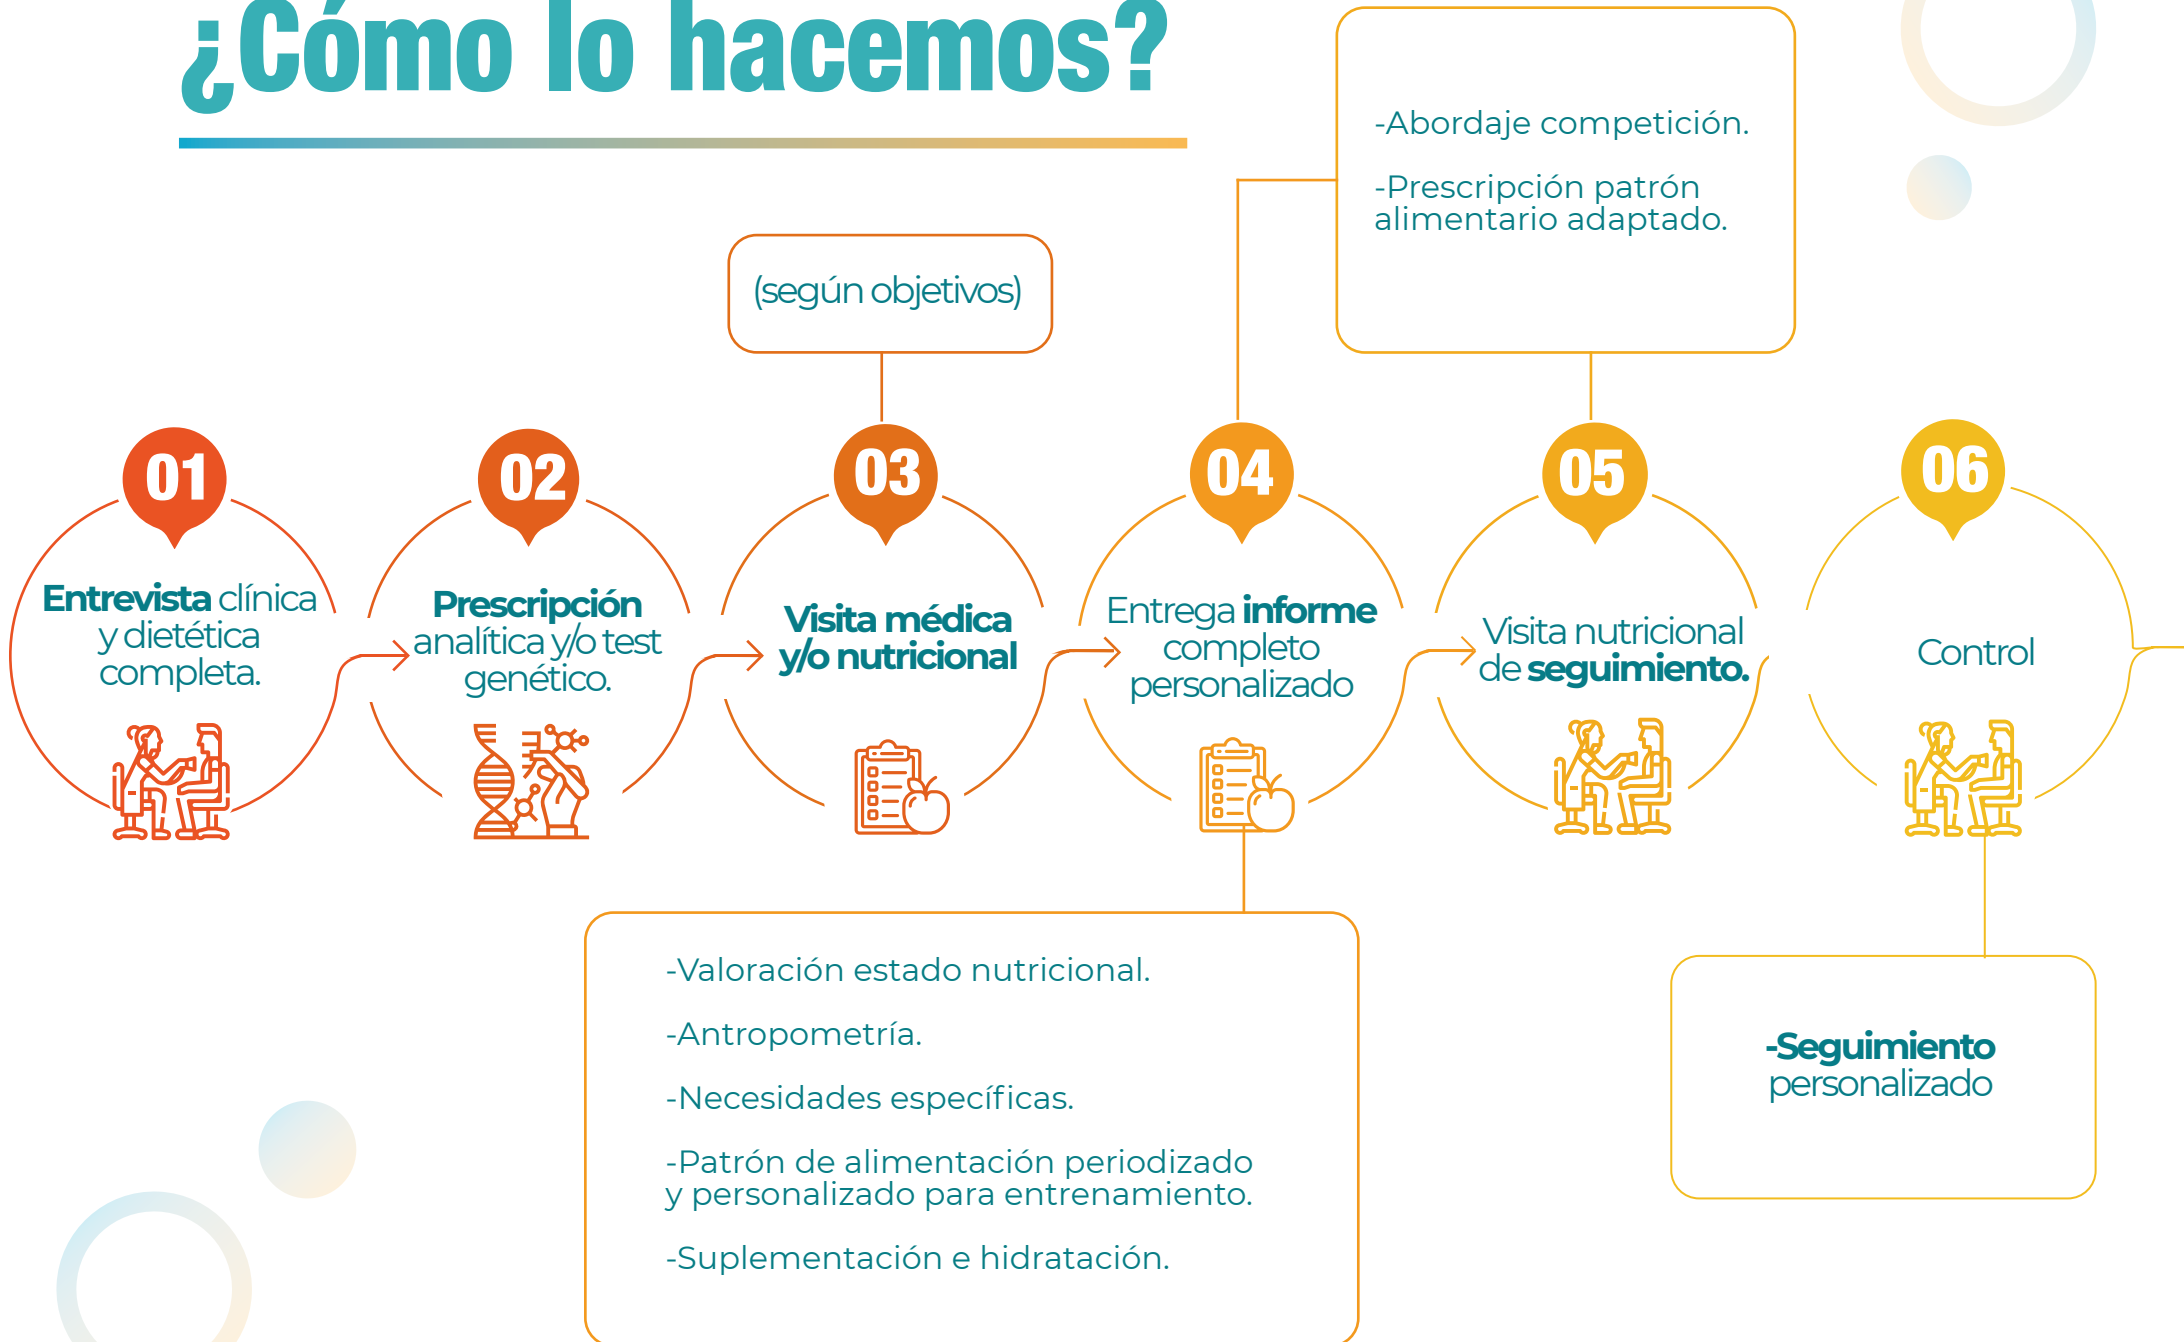 ¿Cómo lo hacemos?
-Abordaje competición.
-Prescripción patrón
alimentario adaptado.
(según objetivos)
01
Entrevista clínica
y dietética
completa.
02
Prescripción
analítica y/o test
genético.
03
Visita médica
y/o nutricional
04
Entrega informe
completo
personalizado
05
Visita nutricional
de seguimiento.
06
Control
-Valoración estado nutricional.
-Antropometría.
-Necesidades específicas.
-Patrón de alimentación periodizado
y personalizado para entrenamiento.
-Suplementación e hidratación.
-Seguimiento
personalizado